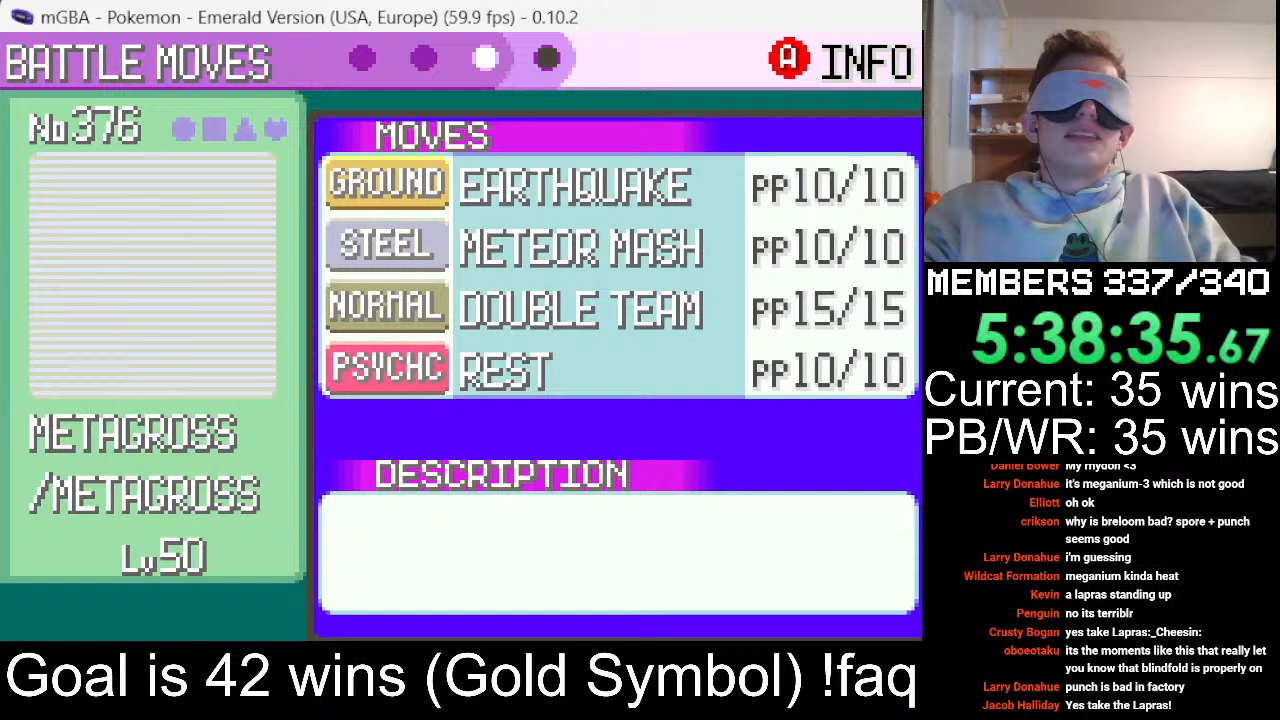 mGBA - Pokemon - Emerald Version (USA, Europe) (59.9 fps) - 0.10.2
BATTLE MOVES
A INFO
No376
METAGROSS
/METAGROSS
Lv50
MOVES
GROUND EARTHQUAKE PP10/10
STEEL METEOR MASH PP10/10
NORMAL DOUBLE TEAM PP15/15
PSYCHC REST PP10/10
DESCRIPTION
MEMBERS 337/340
5:38:35.67
Current: 35 wins
PB/WR: 35 wins
Daniel Bower My rhydon <3
Larry Donahue it's meganium-3 which is not good
Elliott oh ok
crikson why is breloom bad? spore + punch
seems good
Larry Donahue i'm guessing
Wildcat Formation meganium kinda heat
Kevin a lapras standing up
Penguin no its terriblr
Crusty Bogan yes take Lapras:_Cheesin:
oboeotaku its the moments like this that really let
you know that blindfold is properly on
Larry Donahue punch is bad in factory
Jacob Halliday Yes take the Lapras!
Goal is 42 wins (Gold Symbol) !faq